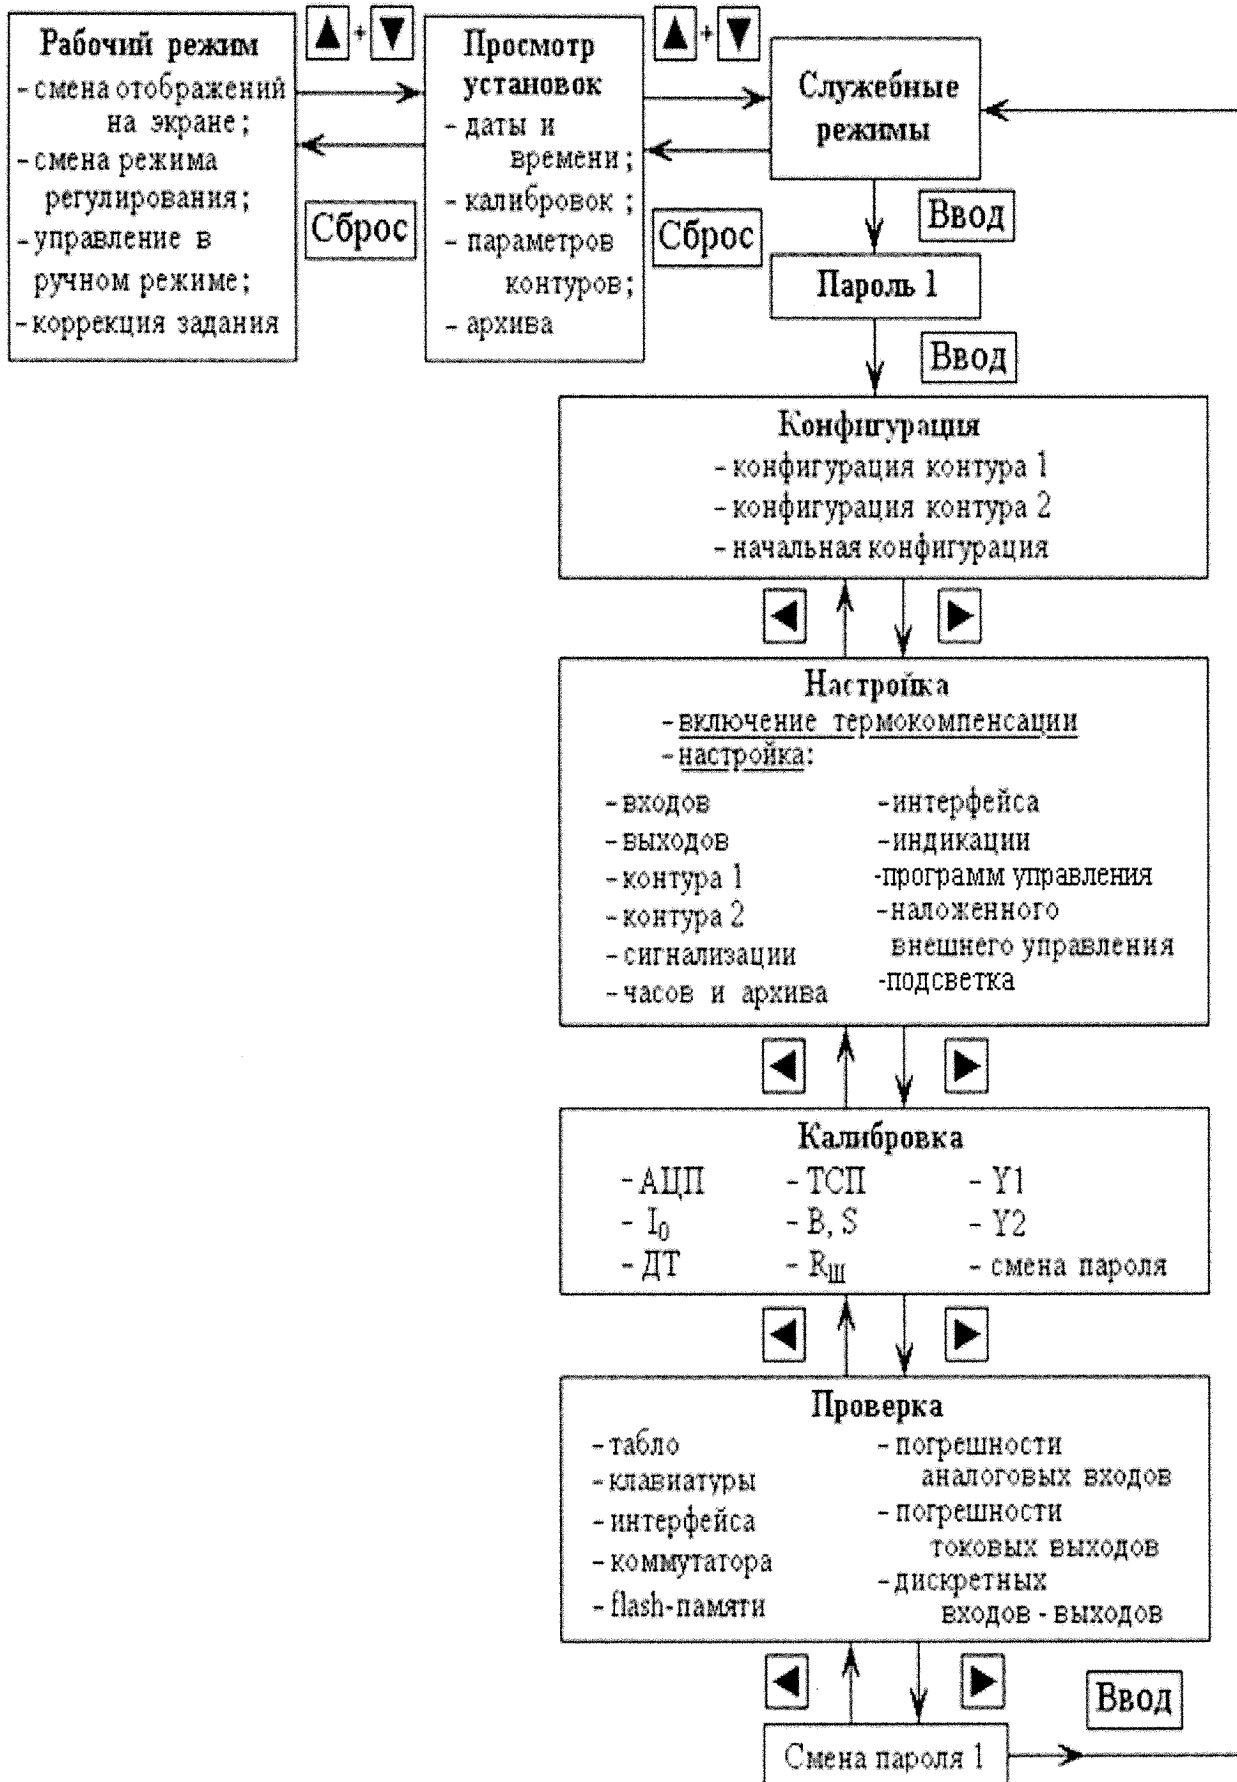 Рабочий режим
- смена отображений
на экране;
- смена режима
регулирования;
- управление в
ручном режиме;
- коррекция задания
▲ + ▼
Сброс
Просмотр
установок
- даты и
времени;
- калибровок ;
- параметров
контуров;
- архива
▲ + ▼
Сброс
Служебные
режимы
Ввод
Пароль 1
Ввод
Конфигурация
- конфигурация контура 1
- конфигурация контура 2
- начальная конфигурация
◀ ▶
Настройка
- включение термокомпенсации
- настройка:
- входов
- выходов
- контура 1
- контура 2
- сигнализации
- часов и архива
- интерфейса
- индикации
-программ управления
- наложенного
внешнего управления
-подсветка
◀ ▶
Калибровка
- АЦП
- I₀
- ДТ
- ТСП
- B, S
- Rш
- Y1
- Y2
- смена пароля
◀ ▶
Проверка
- табло
- клавиатуры
- интерфейса
- коммутатора
- flash-памяти
- погрешности
аналоговых входов
- погрешности
токовых выходов
- дискретных
входов - выходов
◀ ▶
Ввод
Смена пароля 1